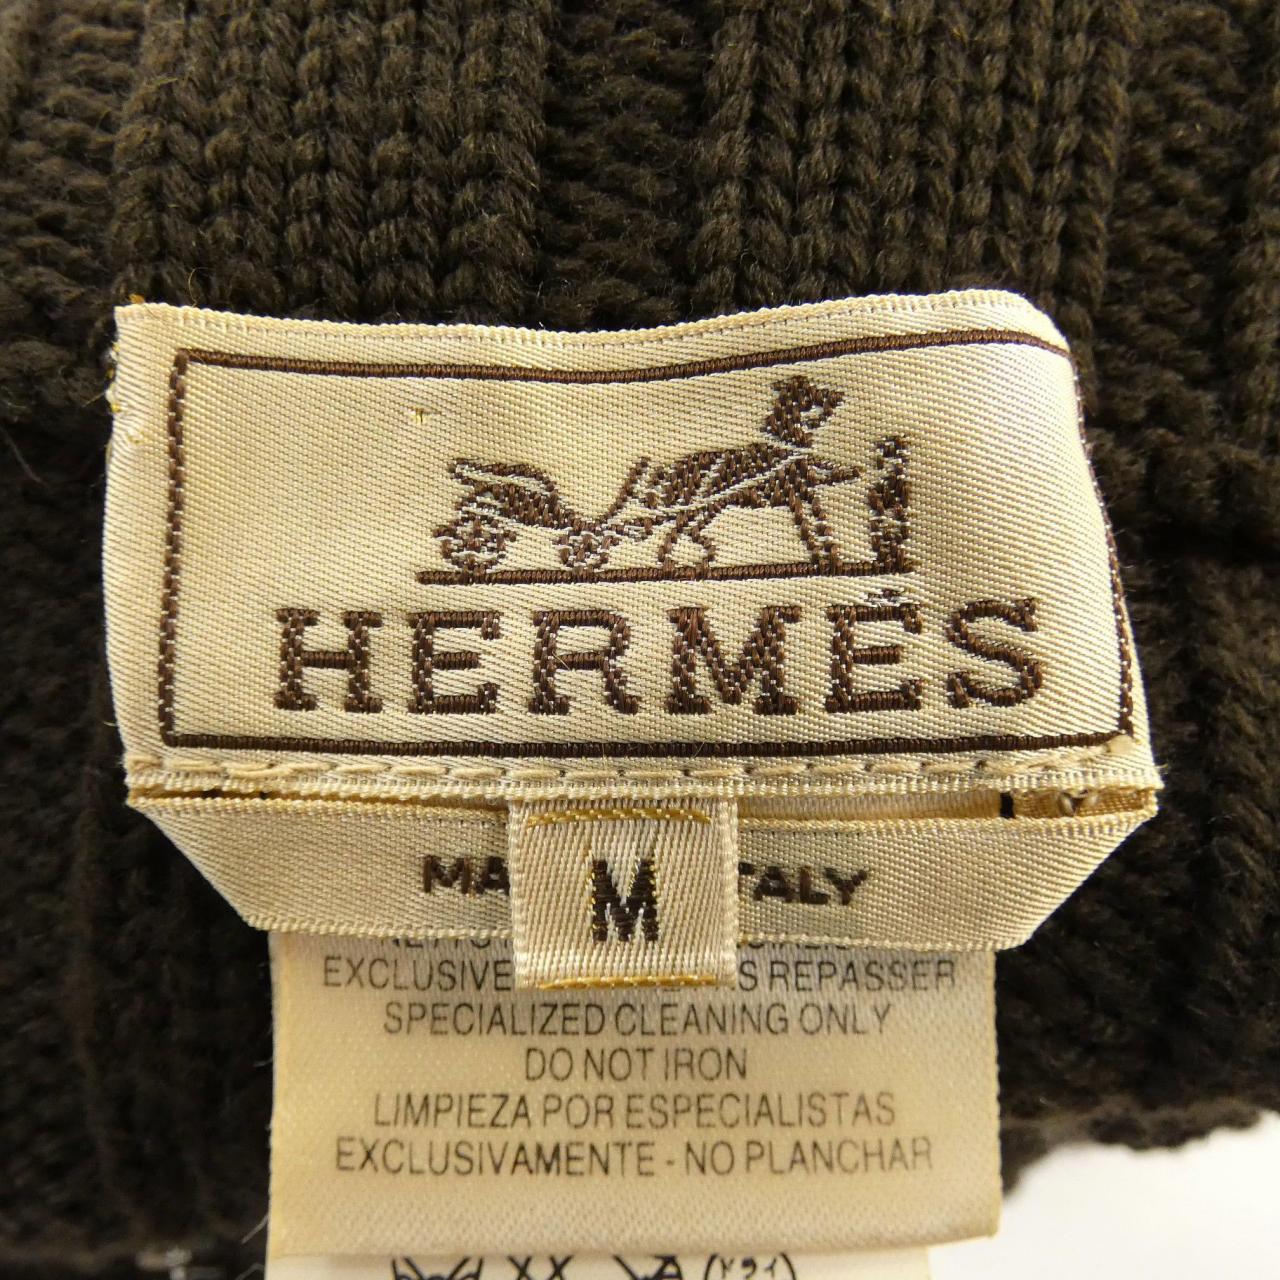 HERMÈS
MA TALY
M
EXCLUSIVE S REPASSER
SPECIALIZED CLEANING ONLY
DO NOT IRON
LIMPIEZA POR ESPECIALISTAS
EXCLUSIVAMENTE - NO PLANCHAR